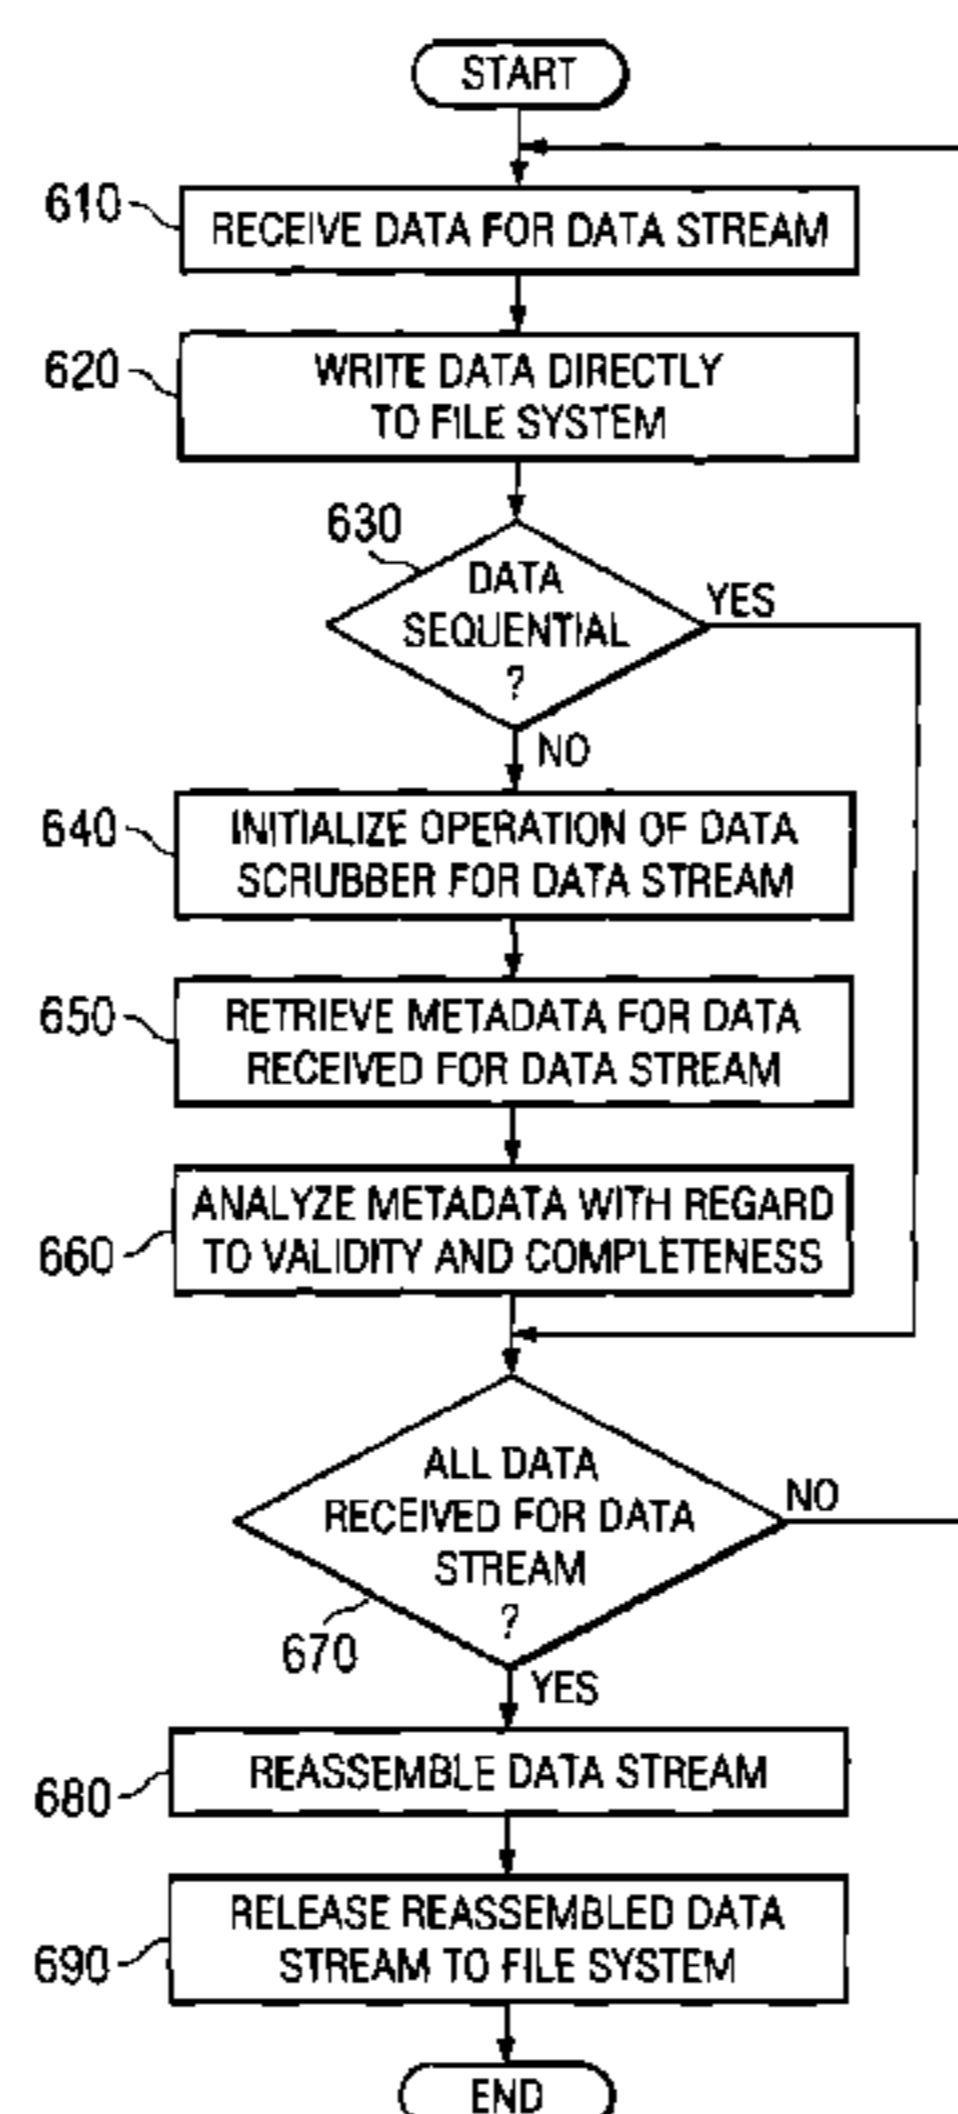 START
610
RECEIVE DATA FOR DATA STREAM
620
WRITE DATA DIRECTLY
TO FILE SYSTEM
630
DATA
SEQUENTIAL
?
YES
NO
640
INITIALIZE OPERATION OF DATA
SCRUBBER FOR DATA STREAM
650
RETRIEVE METADATA FOR DATA
RECEIVED FOR DATA STREAM
660
ANALYZE METADATA WITH REGARD
TO VALIDITY AND COMPLETENESS
ALL DATA
RECEIVED FOR DATA
STREAM
?
NO
670
YES
680
REASSEMBLE DATA STREAM
690
RELEASE REASSEMBLED DATA
STREAM TO FILE SYSTEM
END